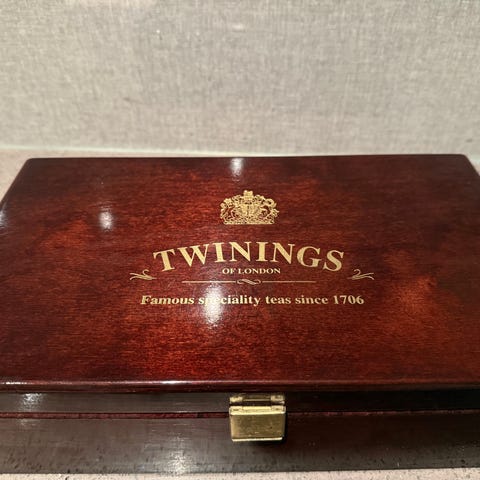 TWININGS
OF LONDON
Famous speciality teas since 1706